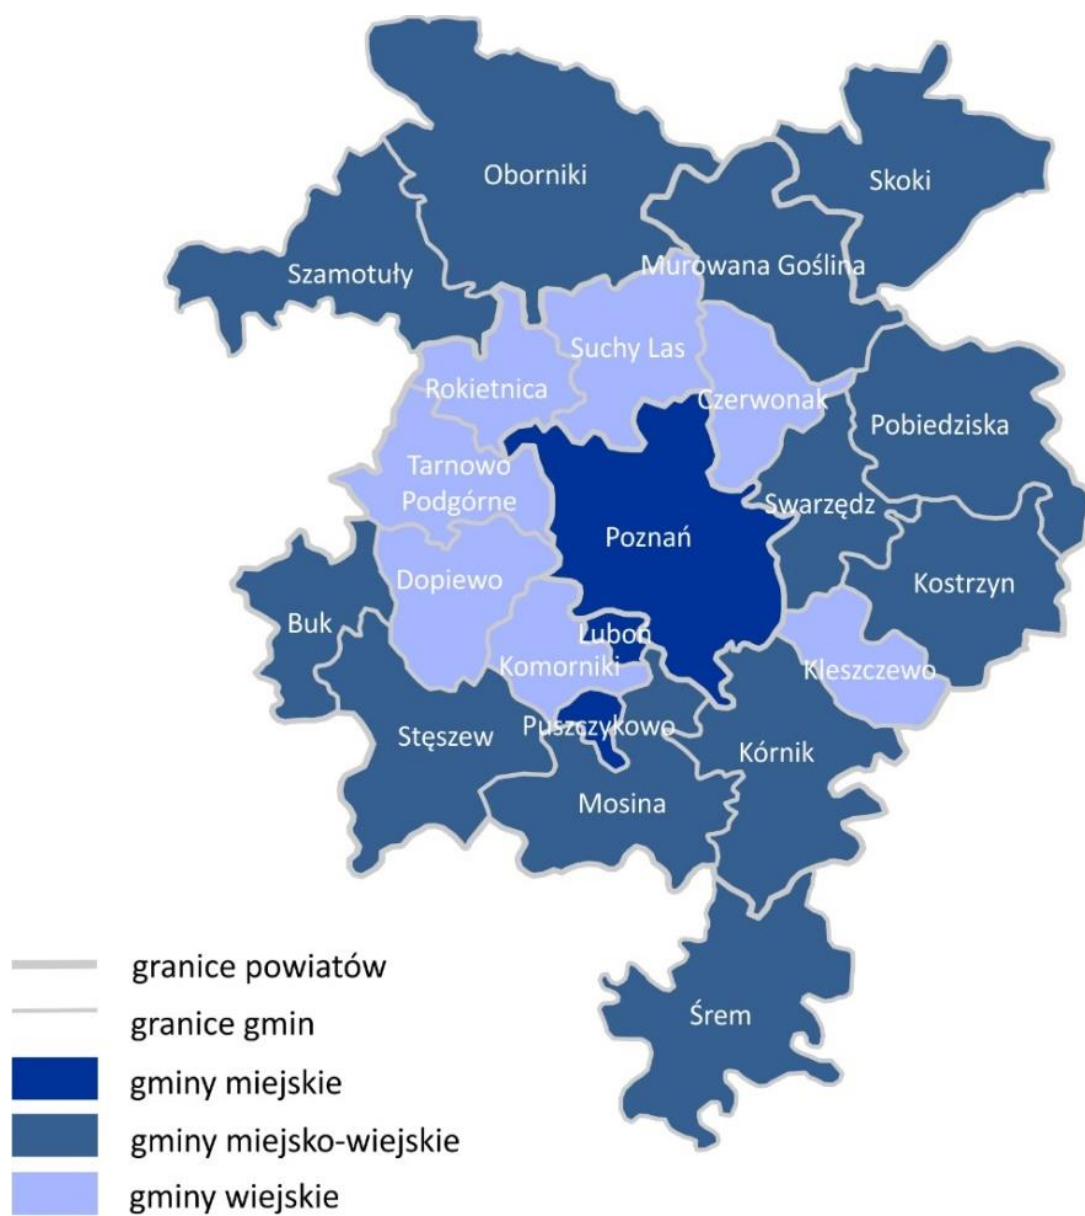 Oborniki
Skoki
Szamotuły
Murowana Goślina
Suchy Las
Rokietnica
Czerwonak
Pobiedziska
Tarnowo
Podgórne
Swarzędz
Poznań
Dopiewo
Kostrzyn
Buk
Luboń
Komorniki
Kleszczewo
Puszczykowo
Stęszew
Kórnik
Mosina
Śrem
granice powiatów
granice gmin
gminy miejskie
gminy miejsko-wiejskie
gminy wiejskie